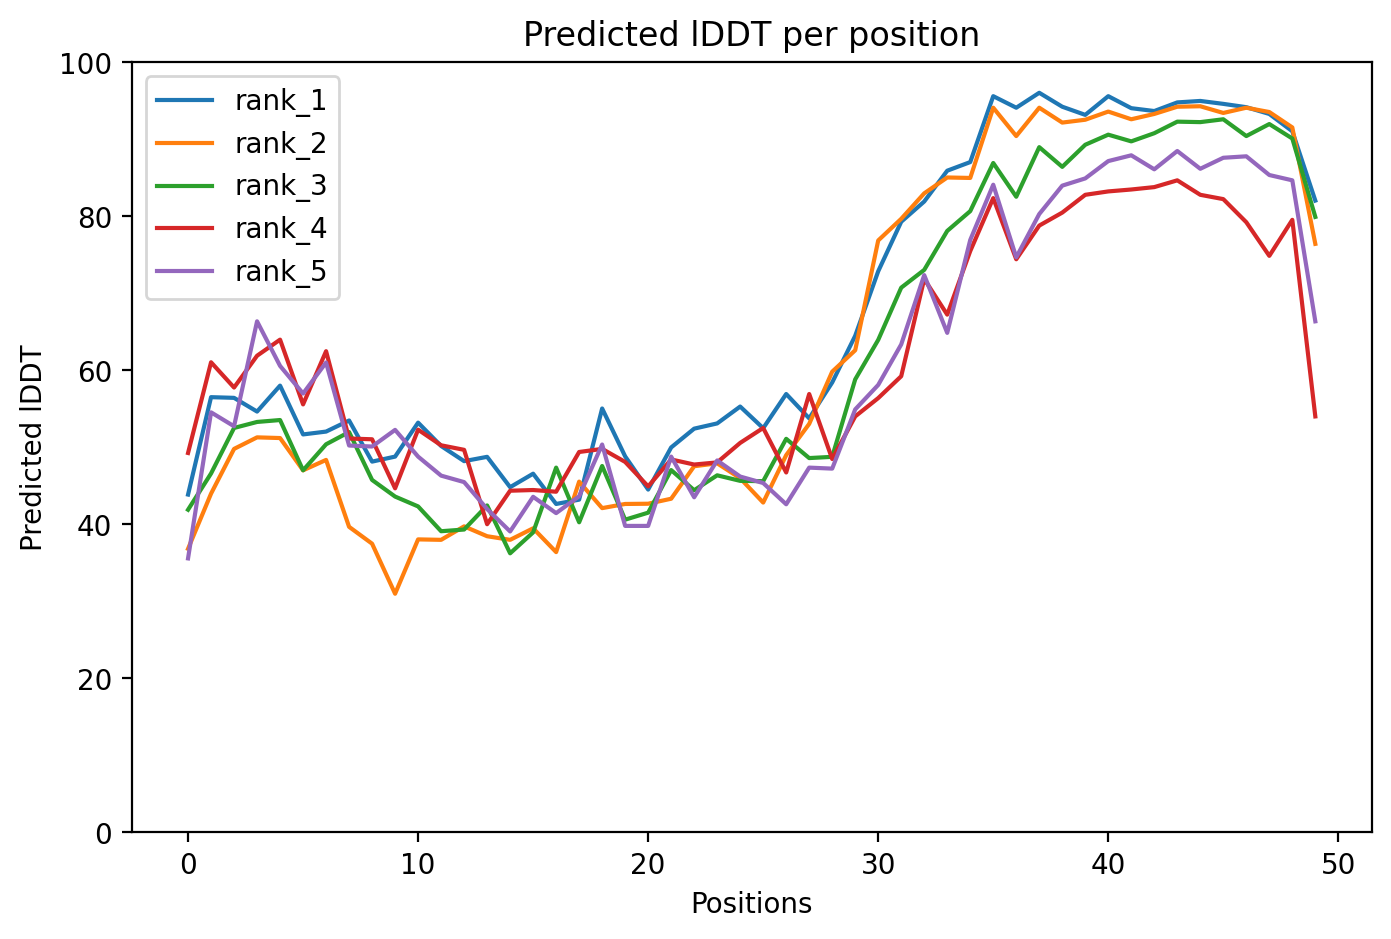 Predicted lDDT per position
100
80
60
40
20
0
Predicted lDDT
rank_1
rank_2
rank_3
rank_4
rank_5
0 10 20 30 40 50
Positions